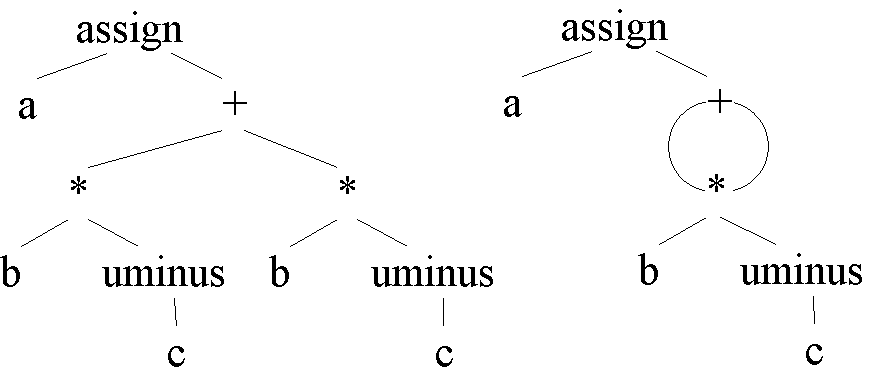 assign assign
a + a +
* * *
b uminus b uminus b uminus
c c c